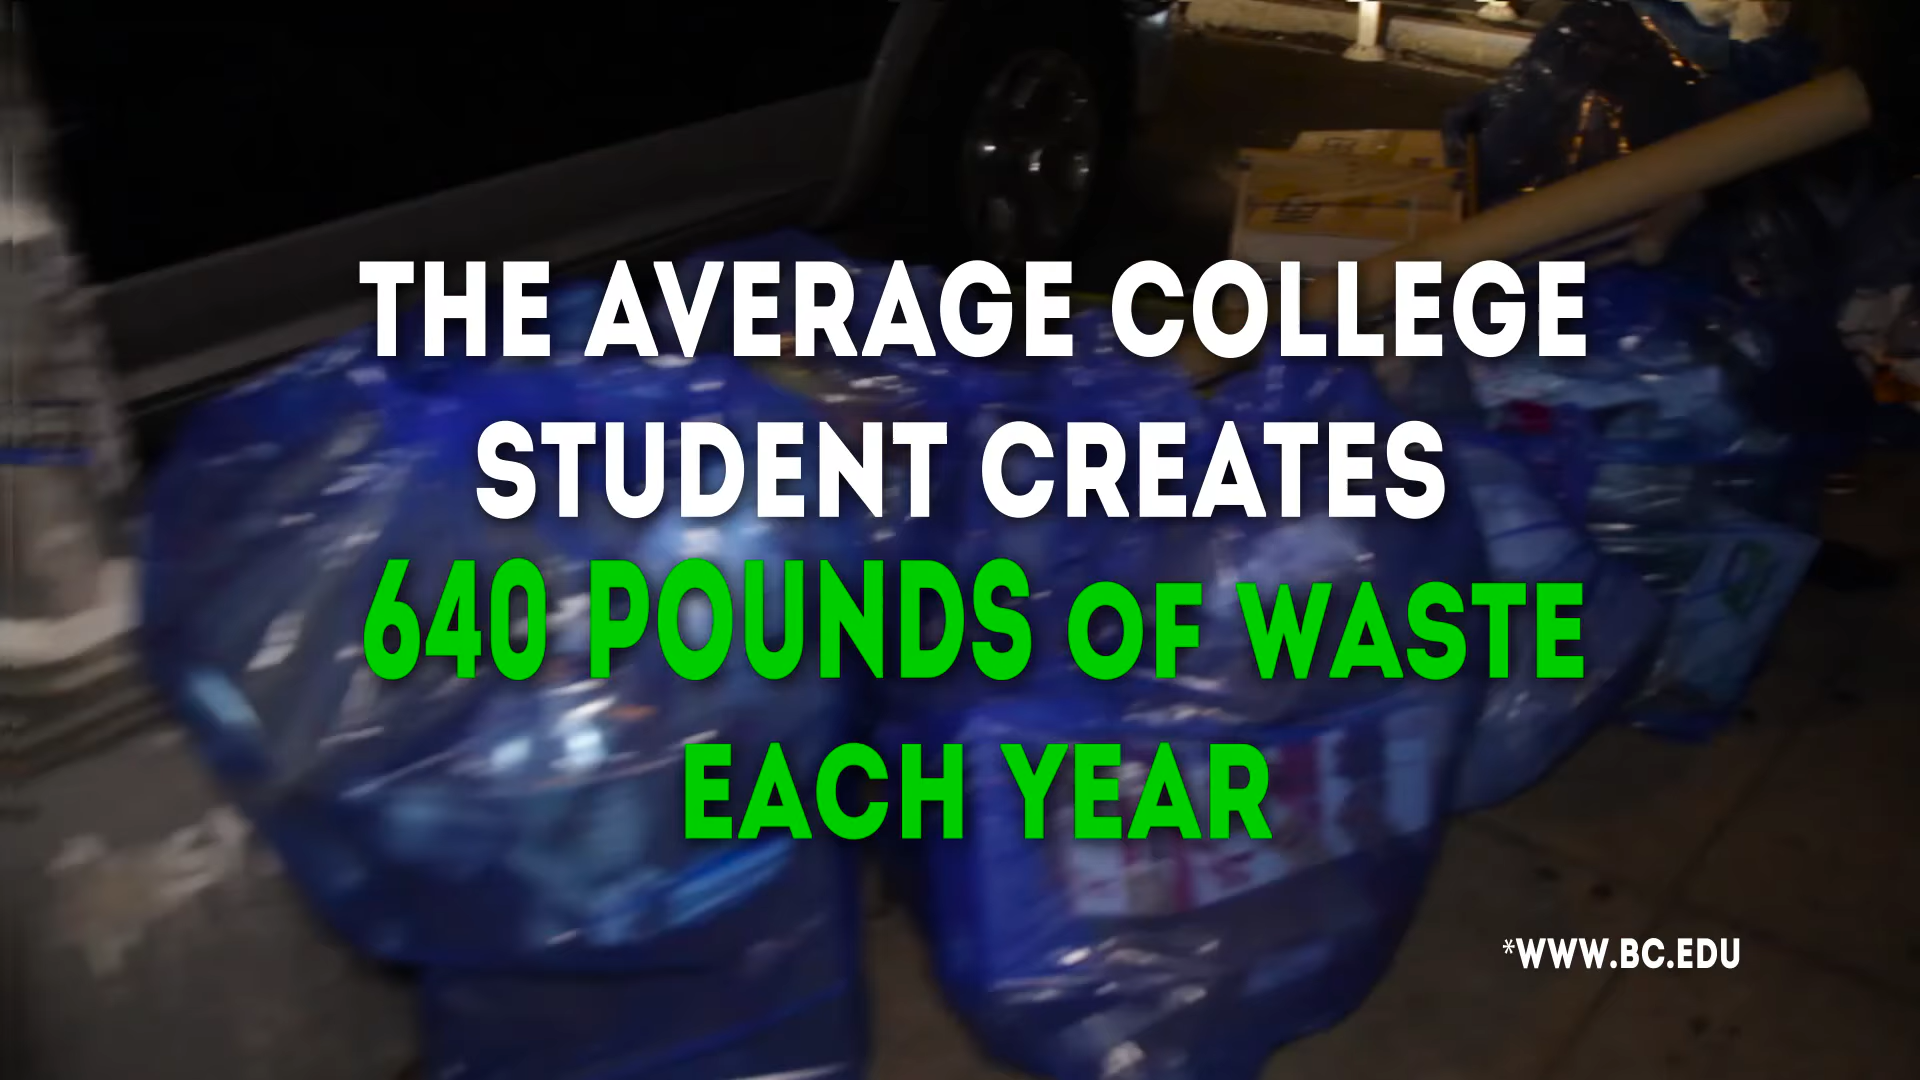 THE AVERAGE COLLEGE
STUDENT CREATES
640 POUNDS OF WASTE
EACH YEAR
*WWW.BC.EDU